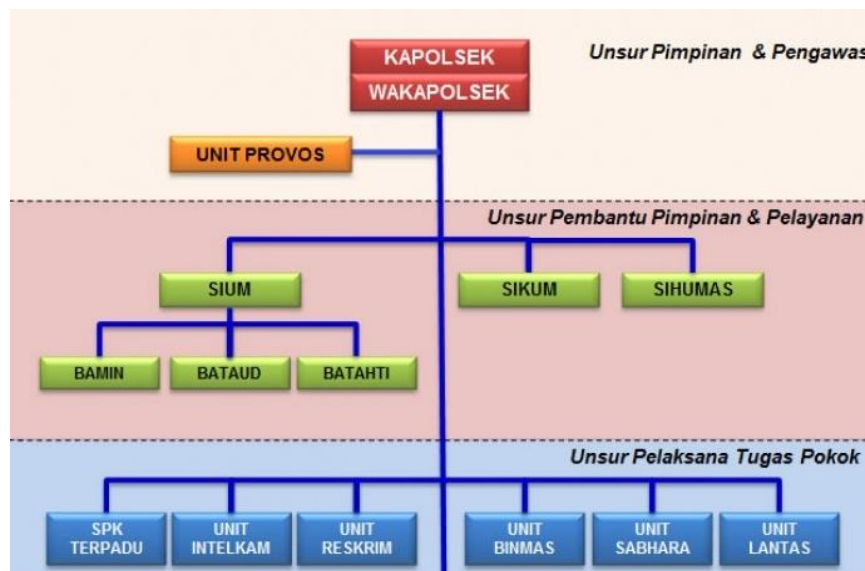 KAPOLSEK
Unsur Pimpinan & Pengawas
WAKAPOLSEK
UNIT PROVOS
Unsur Pembantu Pimpinan & Pelayanan
SIUM
SIKUM
SIHUMAS
BAMIN
BATAUD
BATAHTI
Unsur Pelaksana Tugas Pokok
SPK
TERPADU
UNIT
INTELKAM
UNIT
RESKRIM
UNIT
BINMAS
UNIT
SABHARA
UNIT
LANTAS